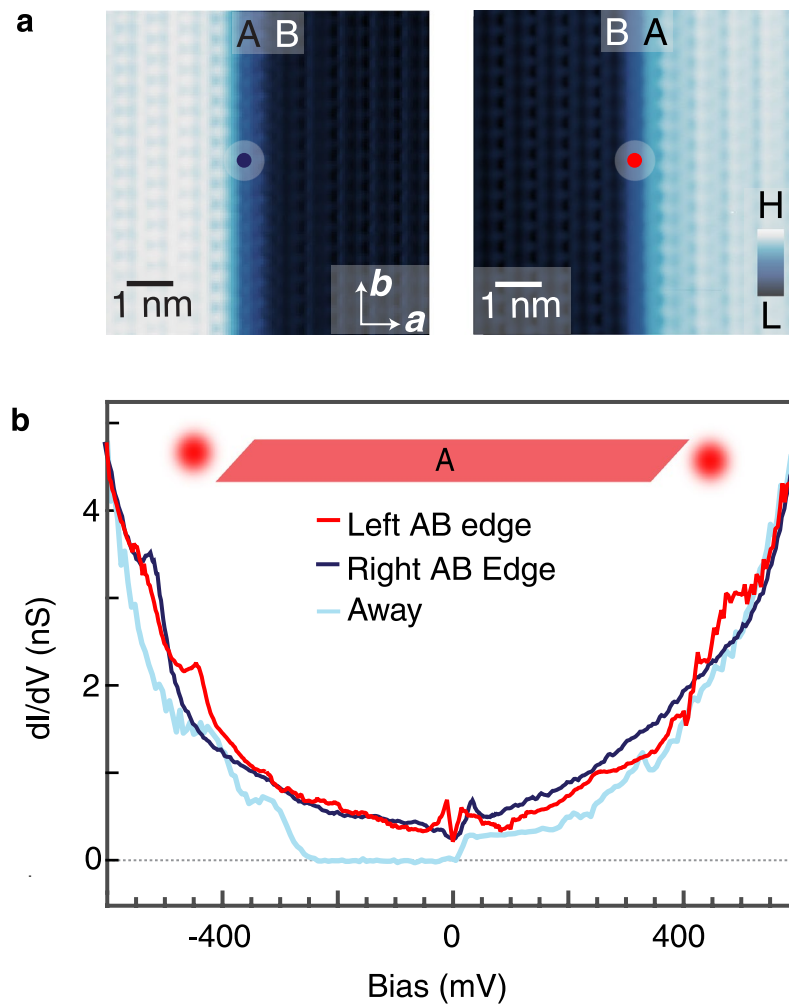 a
A B
B A
1 nm
b
a
1 nm
H
L
b
A
Left AB edge
Right AB Edge
Away
dI/dV (nS)
4
2
0
-400 0 400
Bias (mV)